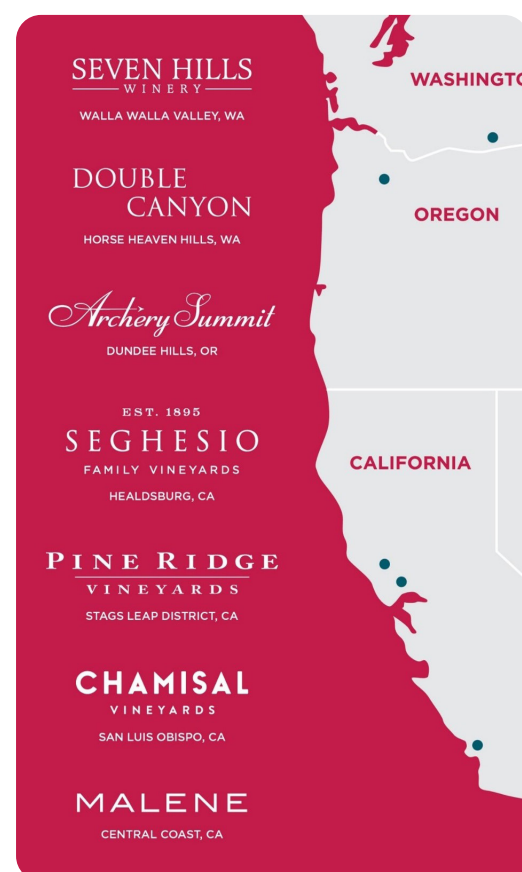 SEVEN HILLS
WINERY
WALLA WALLA VALLEY, WA
DOUBLE
CANYON
HORSE HEAVEN HILLS, WA
Archery Summit
DUNDEE HILLS, OR
EST. 1895
SEGHESIO
FAMILY VINEYARDS
HEALDSBURG, CA
PINE RIDGE
VINEYARDS
STAGS LEAP DISTRICT, CA
CHAMISAL
VINEYARDS
SAN LUIS OBISPO, CA
MALENE
CENTRAL COAST, CA
WASHINGTO
OREGON
CALIFORNIA